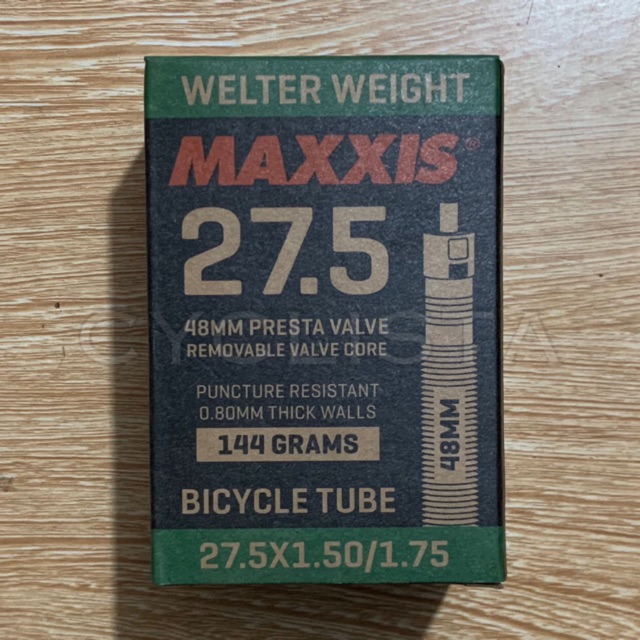 WELTER WEIGHT
MAXXIS®
27.5
48MM PRESTA VALVE
REMOVABLE VALVE CORE
PUNCTURE RESISTANT
0.80MM THICK WALLS
144 GRAMS
48MM
BICYCLE TUBE
27.5X1.50/1.75
CYCLISTA